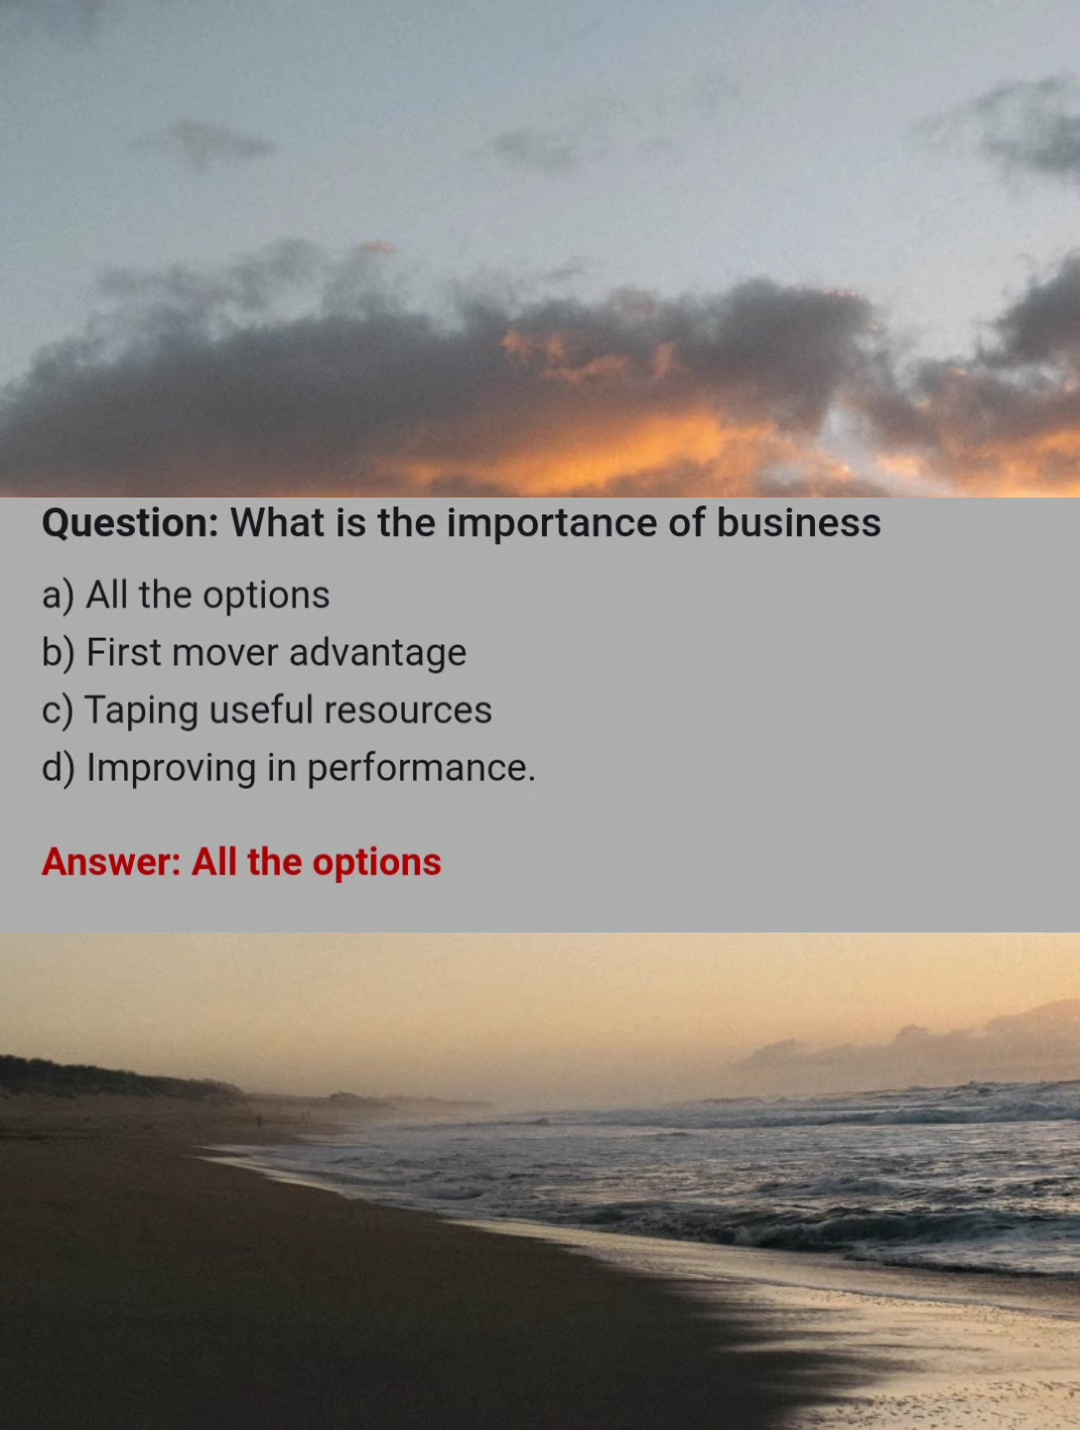 Question: What is the importance of business
a) All the options
b) First mover advantage
c) Taping useful resources
d) Improving in performance.
Answer: All the options